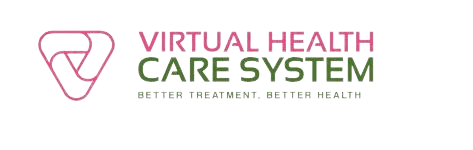 VIRTUAL HEALTH
CARE SYSTEM
BETTER TREATMENT, BETTER HEALTH